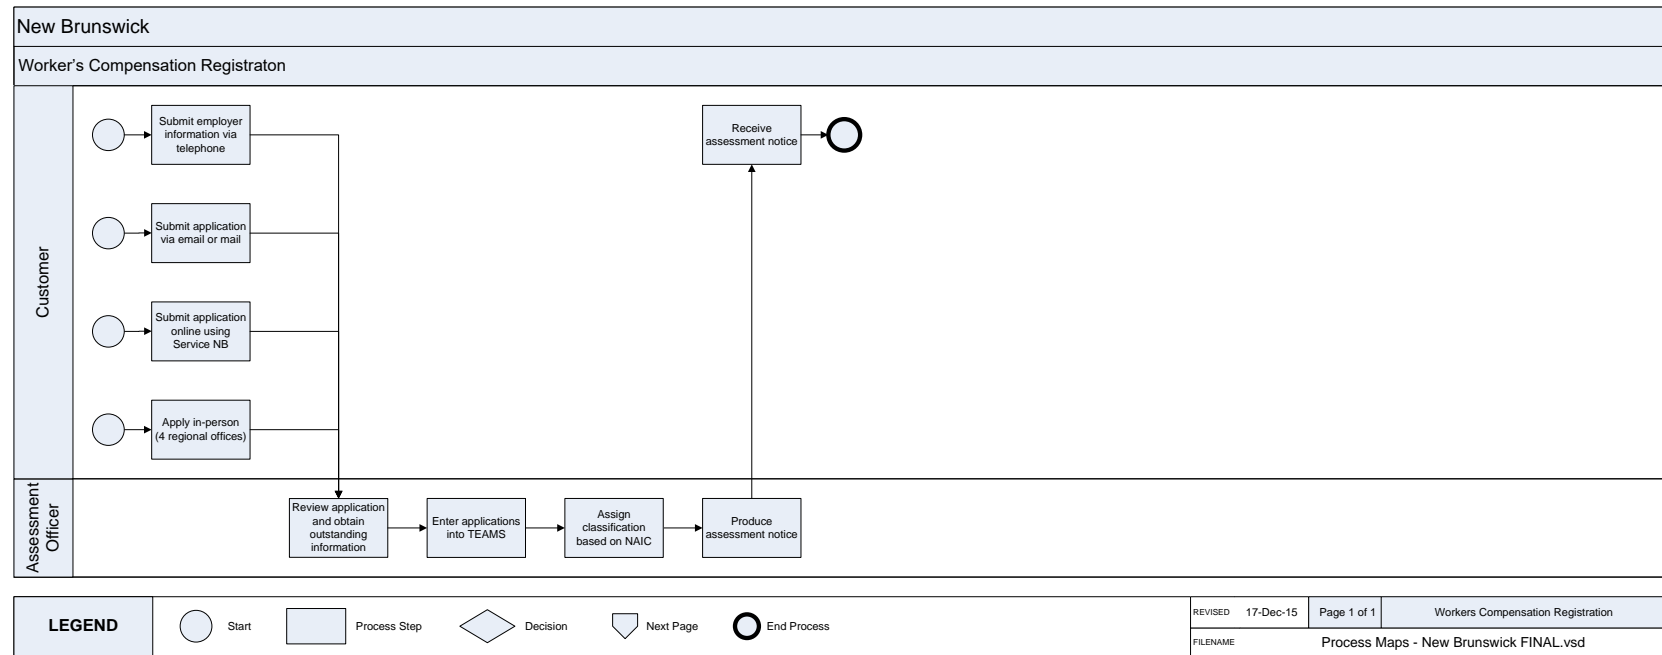 New Brunswick
Worker's Compensation Registraton
Customer
Submit employer
information via
telephone
Receive
assessment notice
Submit application
via email or mail
Submit application
online using
Service NB
Apply in-person
(4 regional offices)
Assessment
Officer
Review application
and obtain
outstanding
information
Enter applications
into TEAMS
Assign
classification
based on NAIC
Produce
assessment notice
LEGEND
Start
Process Step
Decision
Next Page
End Process
REVISED 17-Dec-15 Page 1 of 1 Workers Compensation Registration
FILENAME Process Maps - New Brunswick FINAL.vsd